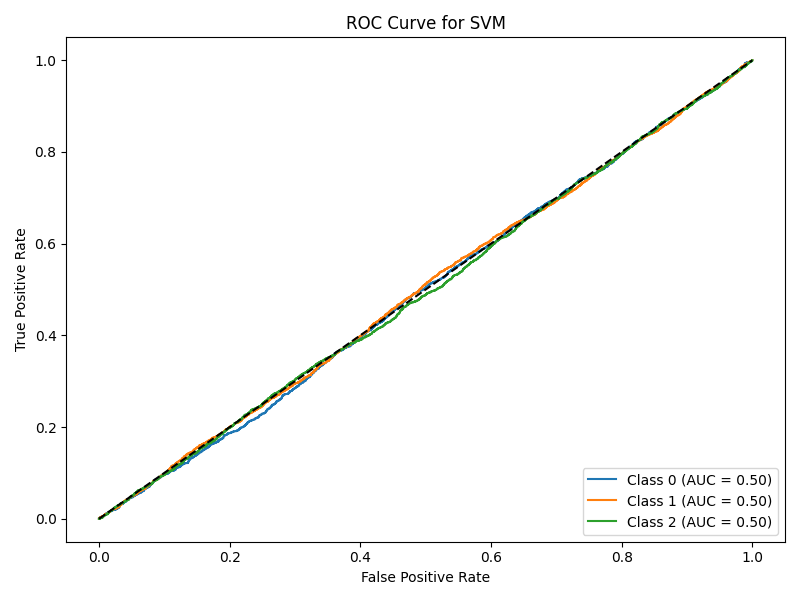 ROC Curve for SVM
True Positive Rate
1.0
0.8
0.6
0.4
0.2
0.0
0.0 0.2 0.4 0.6 0.8 1.0
False Positive Rate
Class 0 (AUC = 0.50)
Class 1 (AUC = 0.50)
Class 2 (AUC = 0.50)